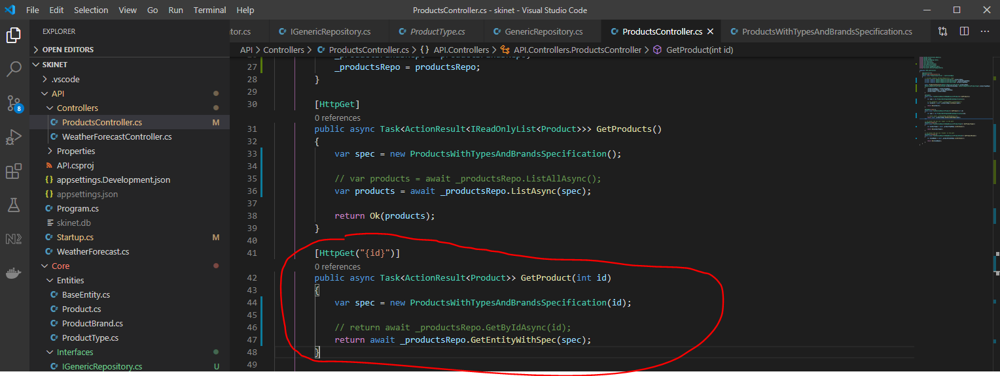 File Edit Selection View Go Run Terminal Help
ProductsController.cs - skinet - Visual Studio Code
EXPLORER
OPEN EDITORS
SKINET
.vscode
API
Controllers
C# ProductsController.cs M
C# WeatherForecastController.cs
Properties
API.csproj
{} appsettings.Development.json
{} appsettings.json
C# Program.cs
skinet.db
C# Startup.cs M
C# WeatherForecast.cs
Core
Entities
C# BaseEntity.cs
C# Product.cs
C# ProductBrand.cs
C# ProductType.cs
Interfaces
C# IGenericRepository.cs U
8
tor.cs C# IGenericRepository.cs C# ProductType.cs C# GenericRepository.cs C# ProductsController.cs C# ProductsWithTypesAndBrandsSpecification.cs
API > Controllers > C# ProductsController.cs > {} API.Controllers > API.Controllers.ProductsController > GetProduct(int id)
27 _productsRepo = productsRepo;
28 }
29
30 [HttpGet]
0 references
31 public async Task<ActionResult<IReadOnlyList<Product>>> GetProducts()
32 {
33 var spec = new ProductsWithTypesAndBrandsSpecification();
34
35 // var products = await _productsRepo.ListAllAsync();
36 var products = await _productsRepo.ListAsync(spec);
37
38 return Ok(products);
39 }
40
41 [HttpGet("{id}")]
0 references
42 public async Task<ActionResult<Product>> GetProduct(int id)
43 {
44 var spec = new ProductsWithTypesAndBrandsSpecification(id);
45
46 // return await _productsRepo.GetByIdAsync(id);
47 return await _productsRepo.GetEntityWithSpec(spec);
48 }
49